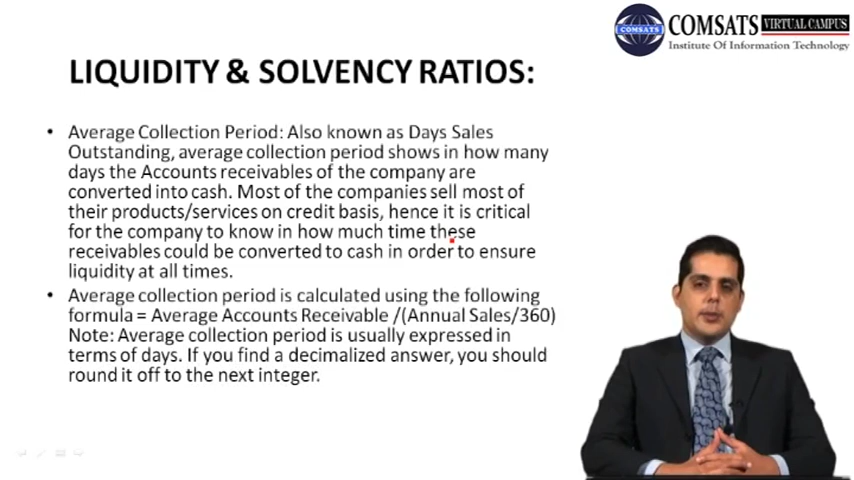 COMSATS VIRTUAL CAMPUS
COMSATS
Institute Of Information Technology
LIQUIDITY & SOLVENCY RATIOS:
• Average Collection Period: Also known as Days Sales
Outstanding, average collection period shows in how many
days the Accounts receivables of the company are
converted into cash. Most of the companies sell most of
their products/services on credit basis, hence it is critical
for the company to know in how much time these
receivables could be converted to cash in order to ensure
liquidity at all times.
• Average collection period is calculated using the following
formula = Average Accounts Receivable /(Annual Sales/360)
Note: Average collection period is usually expressed in
terms of days. If you find a decimalized answer, you should
round it off to the next integer.